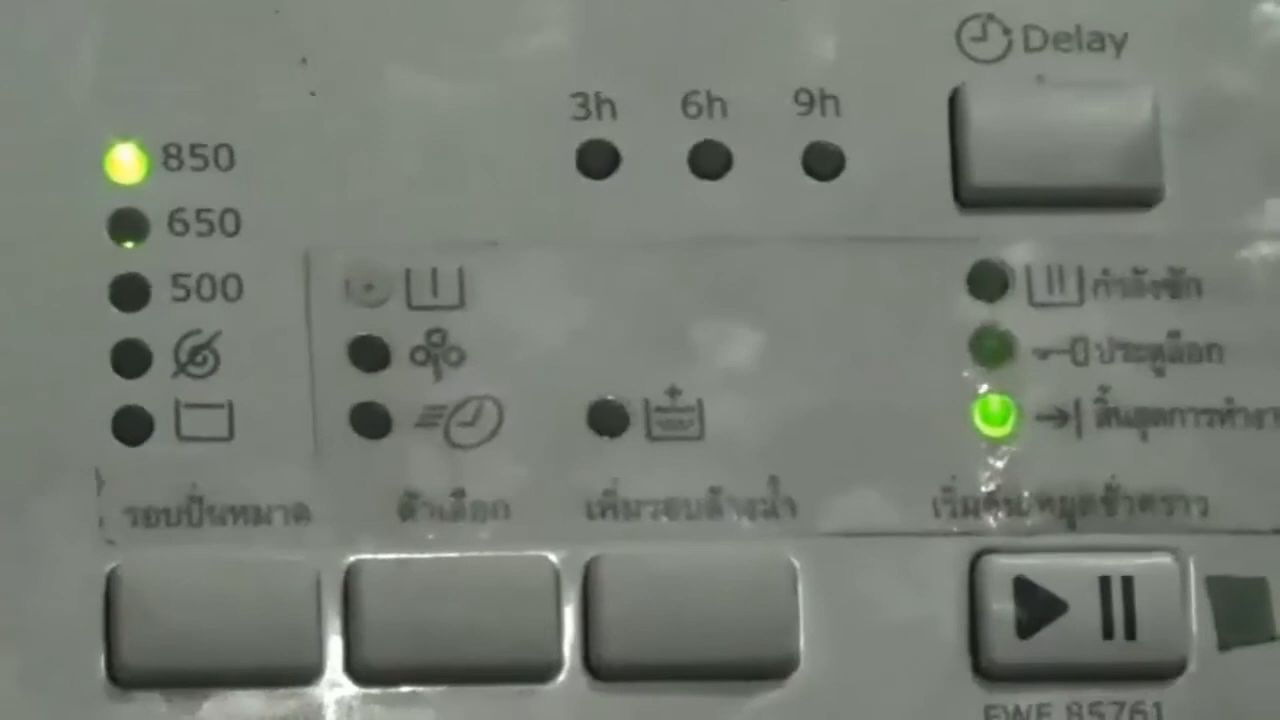 Delay
3h 6h 9h
850
650
500
กำลังซัก
ประตูล็อก
สิ้นสุดการทำงา
รอบปั่นหมาด
ตัวเลือก
เพิ่มรอบล้างน้ำ
เริ่มต้น/หยุดชั่วคราว
EWF 85761